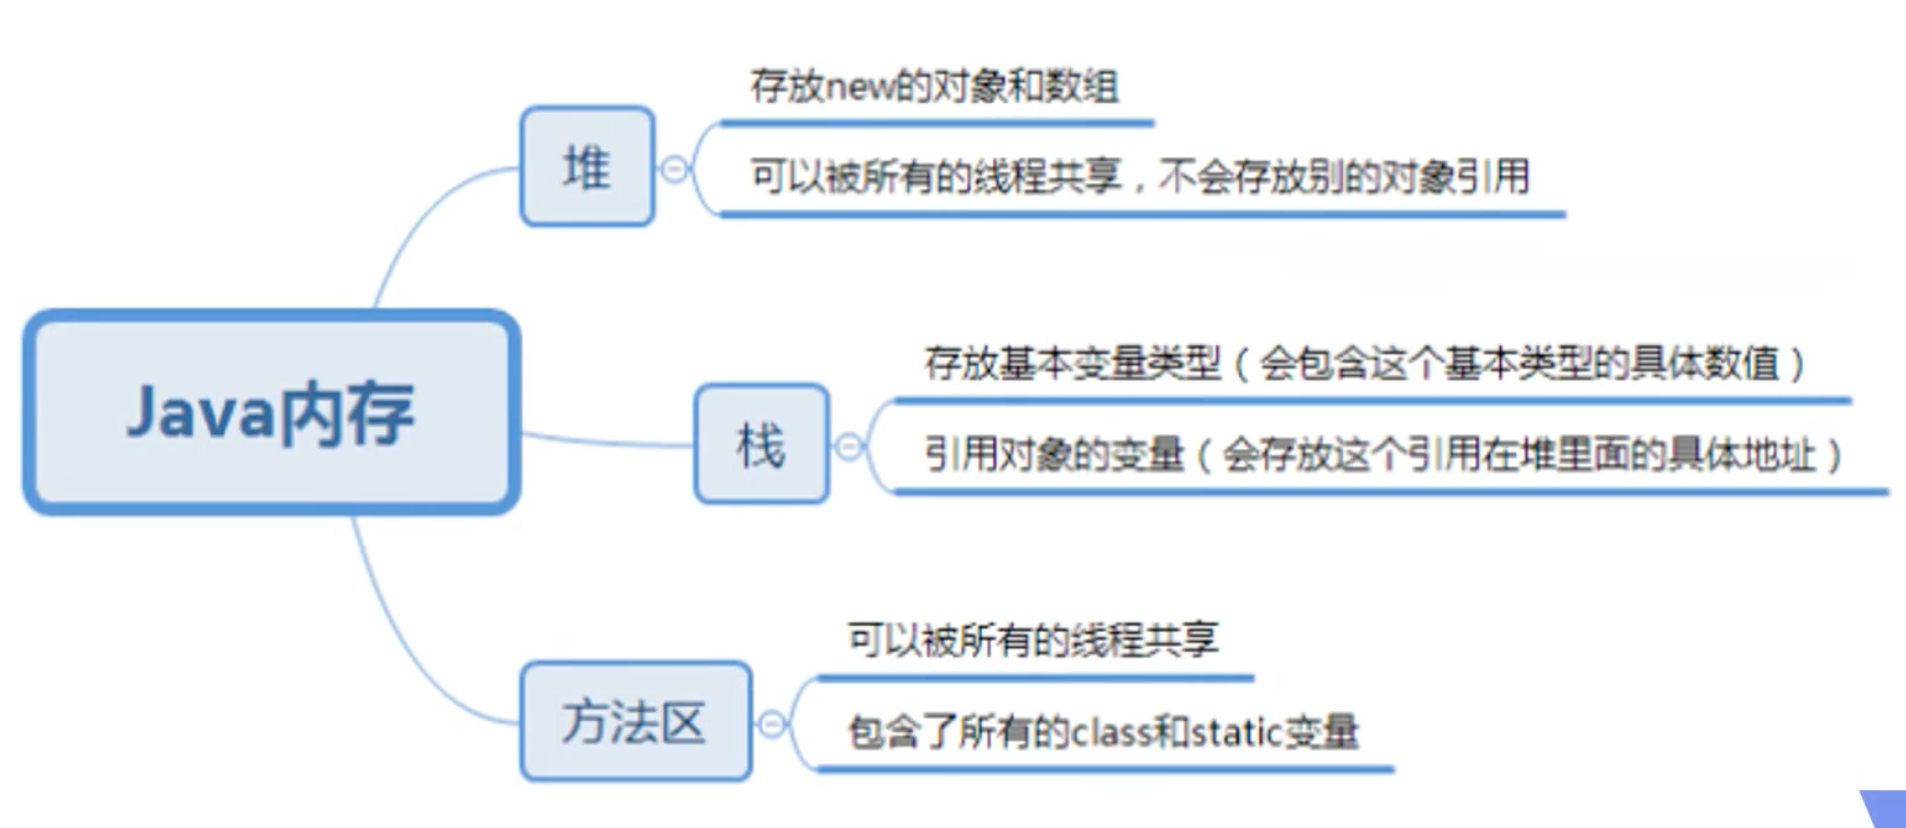 存放new的对象和数组
堆
可以被所有的线程共享，不会存放别的对象引用
Java内存
存放基本变量类型（会包含这个基本类型的具体数值）
栈
引用对象的变量（会存放这个引用在堆里面的具体地址）
可以被所有的线程共享
方法区
包含了所有的class和static变量